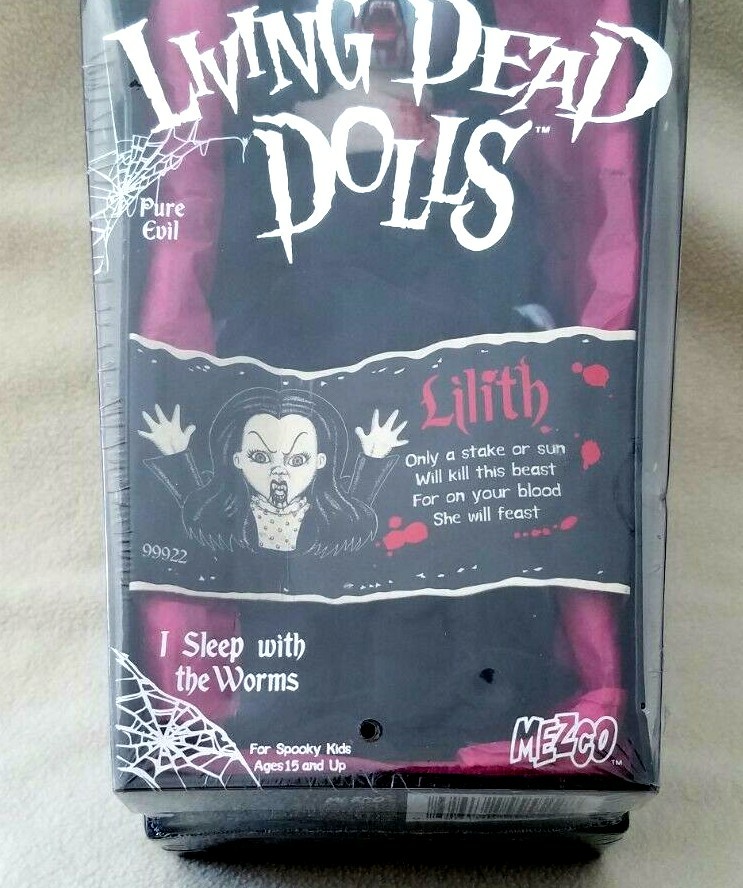 LIVING DEAD
DOLLS™
Pure
Evil
Lilith
Only a stake or sun
Will kill this beast
For on your blood
She will feast
99922
I Sleep with
the Worms
For Spooky Kids
Ages 15 and Up
MEZCO™